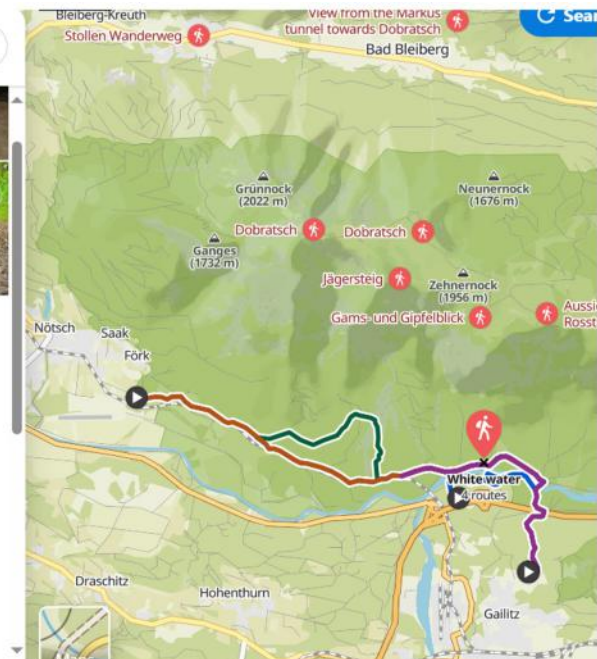 Bleiberg-Kreuth
View from the Markus
tunnel towards Dobratsch
Sear
Stollen Wanderweg
Bad Bleiberg
Grünnock
(2022 m)
Neunernock
(1676 m)
Dobratsch
Dobratsch
Ganges
(1732 m)
Jägersteig
Zehnernock
(1956 m)
Gams- und Gipfelblick
Aussic
Rosst
Nötsch
Saak
Förk
White water
4 routes
Draschitz
Hohenthurn
Gailitz